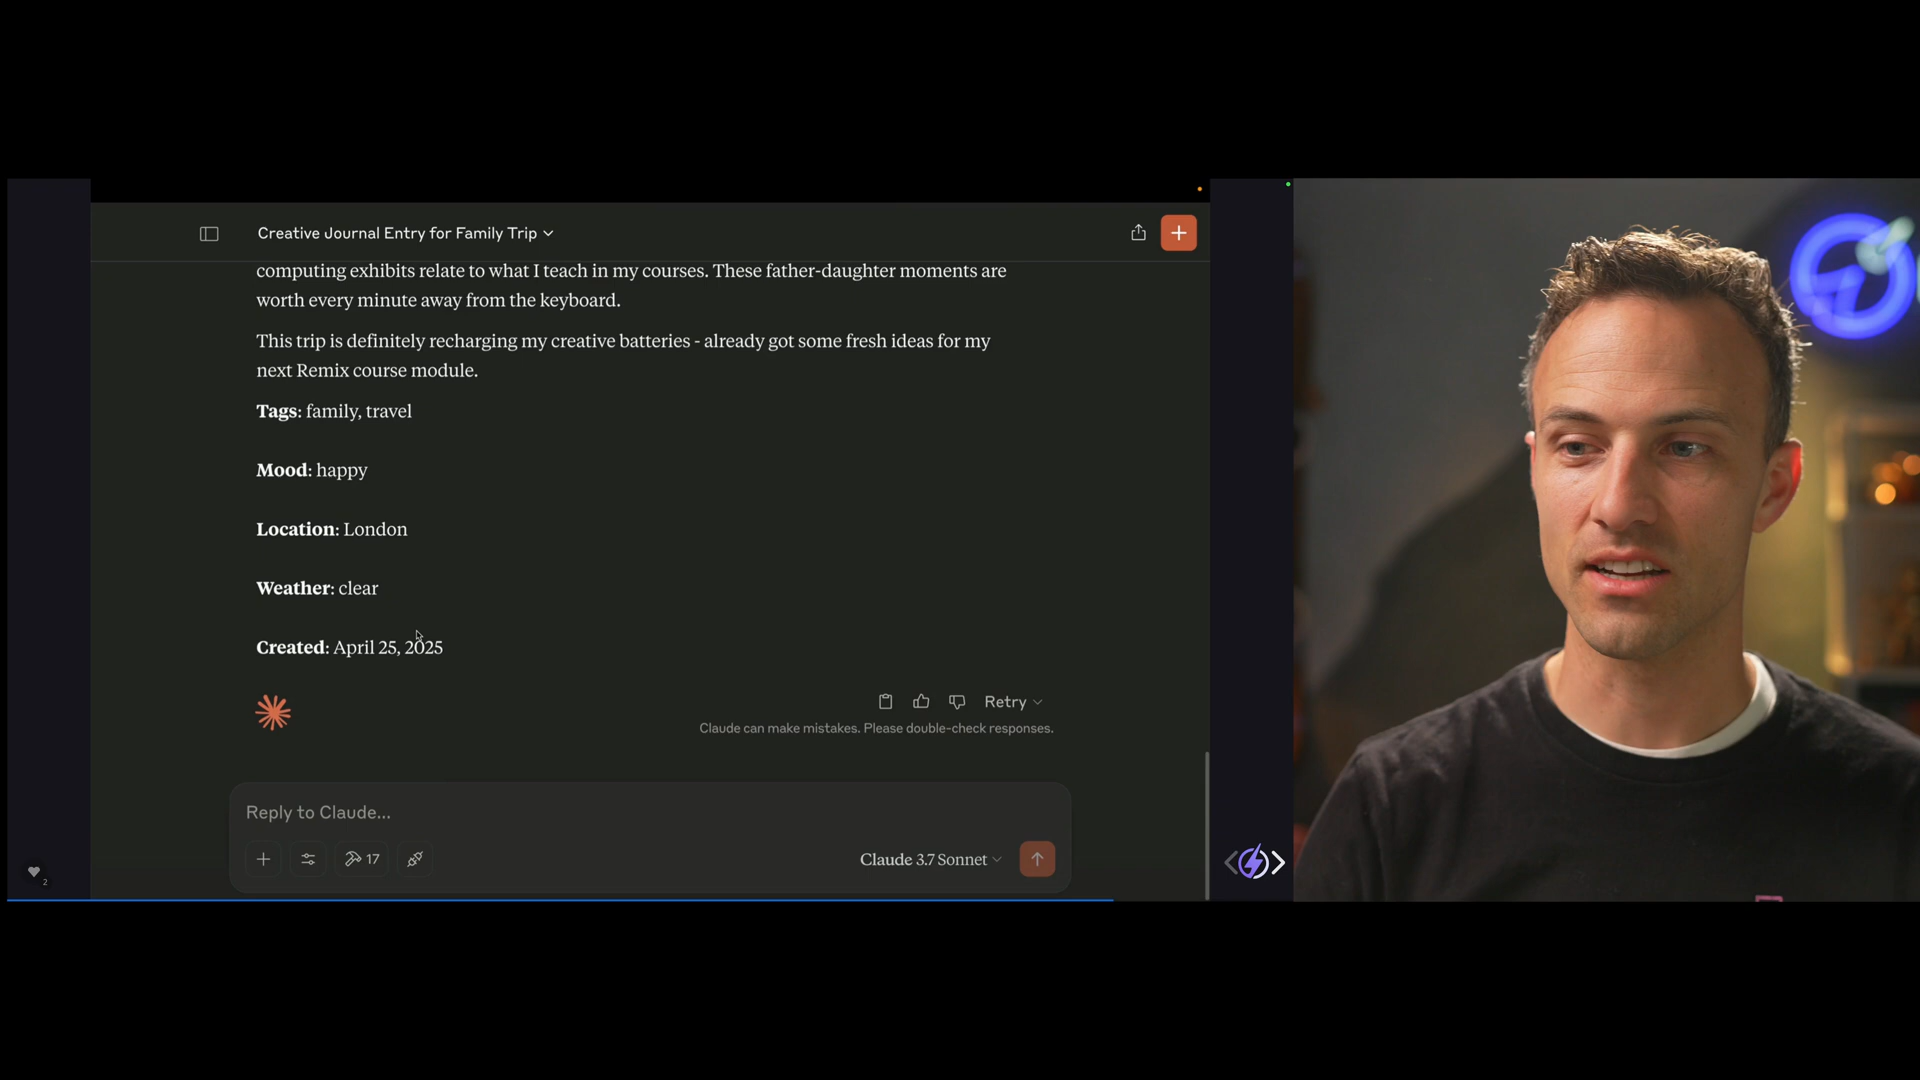 Creative Journal Entry for Family Trip
computing exhibits relate to what I teach in my courses. These father-daughter moments are
worth every minute away from the keyboard.
This trip is definitely recharging my creative batteries - already got some fresh ideas for my
next Remix course module.
Tags: family, travel
Mood: happy
Location: London
Weather: clear
Created: April 25, 2025
Retry
Claude can make mistakes. Please double-check responses.
Reply to Claude...
17
Claude 3.7 Sonnet
2